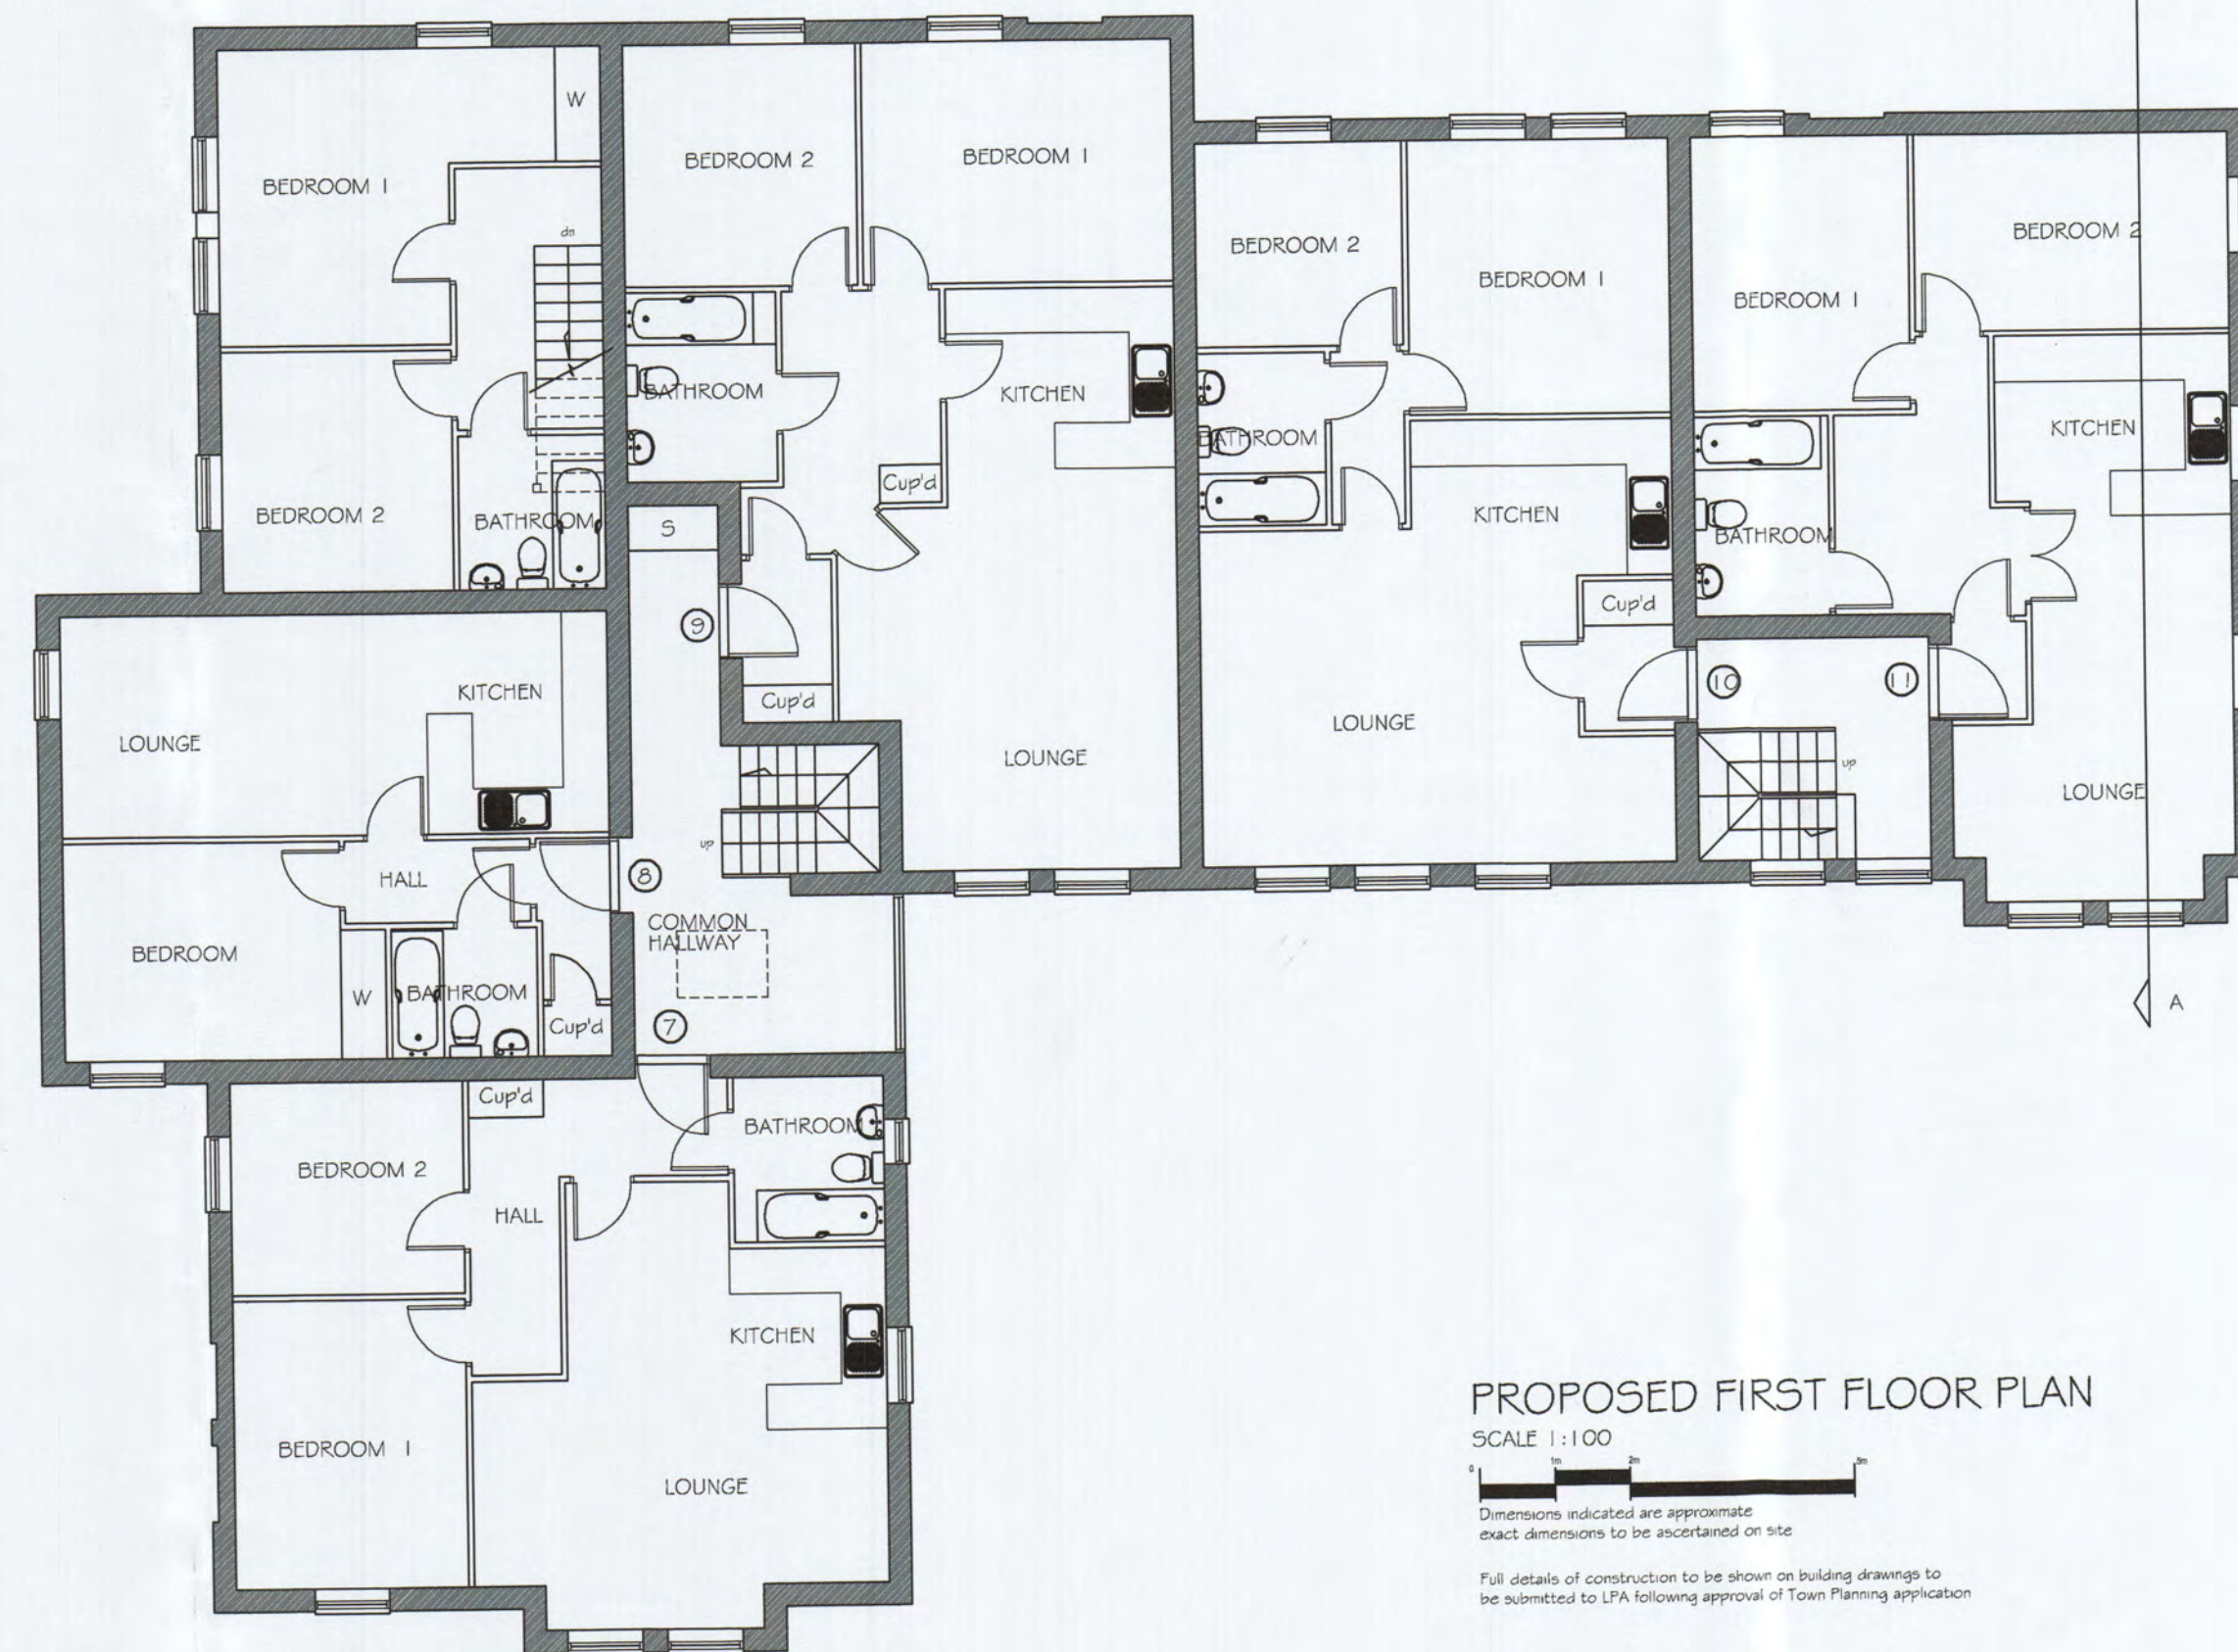 W
BEDROOM 1
dn
BEDROOM 2
BATHROOM
BEDROOM 2
BEDROOM 1
BATHROOM
KITCHEN
Cup'd
S
9
Cup'd
LOUNGE
BEDROOM 2
BEDROOM 1
BATHROOM
KITCHEN
Cup'd
LOUNGE
10
BEDROOM 2
BEDROOM 1
KITCHEN
BATHROOM
11
up
LOUNGE
A
KITCHEN
LOUNGE
up
HALL
8
COMMON
HALLWAY
BEDROOM
W
BATHROOM
Cup'd
7
Cup'd
BATHROOM
BEDROOM 2
HALL
KITCHEN
BEDROOM 1
LOUNGE
PROPOSED FIRST FLOOR PLAN
SCALE 1:100
0 1m 2m 5m
Dimensions indicated are approximate
exact dimensions to be ascertained on site
Full details of construction to be shown on building drawings to
be submitted to LPA following approval of Town Planning application